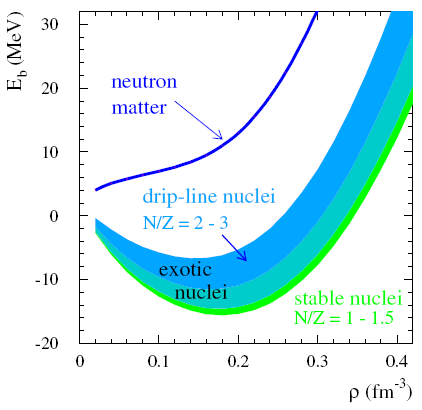 E_b (MeV)
30
20
10
0
-10
-20
neutron
matter
drip-line nuclei
N/Z = 2 - 3
exotic
nuclei
stable nuclei
N/Z = 1 - 1.5
0
0.1
0.2
0.3
0.4
ρ (fm⁻³)